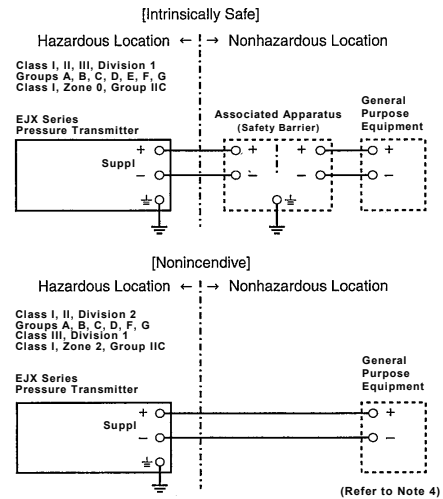 [Intrinsically Safe]
Hazardous Location ← → Nonhazardous Location
Class I, II, III, Division 1
Groups A, B, C, D, E, F, G
Class I, Zone 0, Group IIC
EJX Series
Pressure Transmitter
Associated Apparatus
(Safety Barrier)
General
Purpose
Equipment
+ + + +
Suppl
− − − −
[Nonincendive]
Hazardous Location ← → Nonhazardous Location
Class I, II, Division 2
Groups A, B, C, D, F, G
Class III, Division 1
Class I, Zone 2, Group IIC
EJX Series
Pressure Transmitter
General
Purpose
Equipment
+ +
Suppl
− −
(Refer to Note 4)